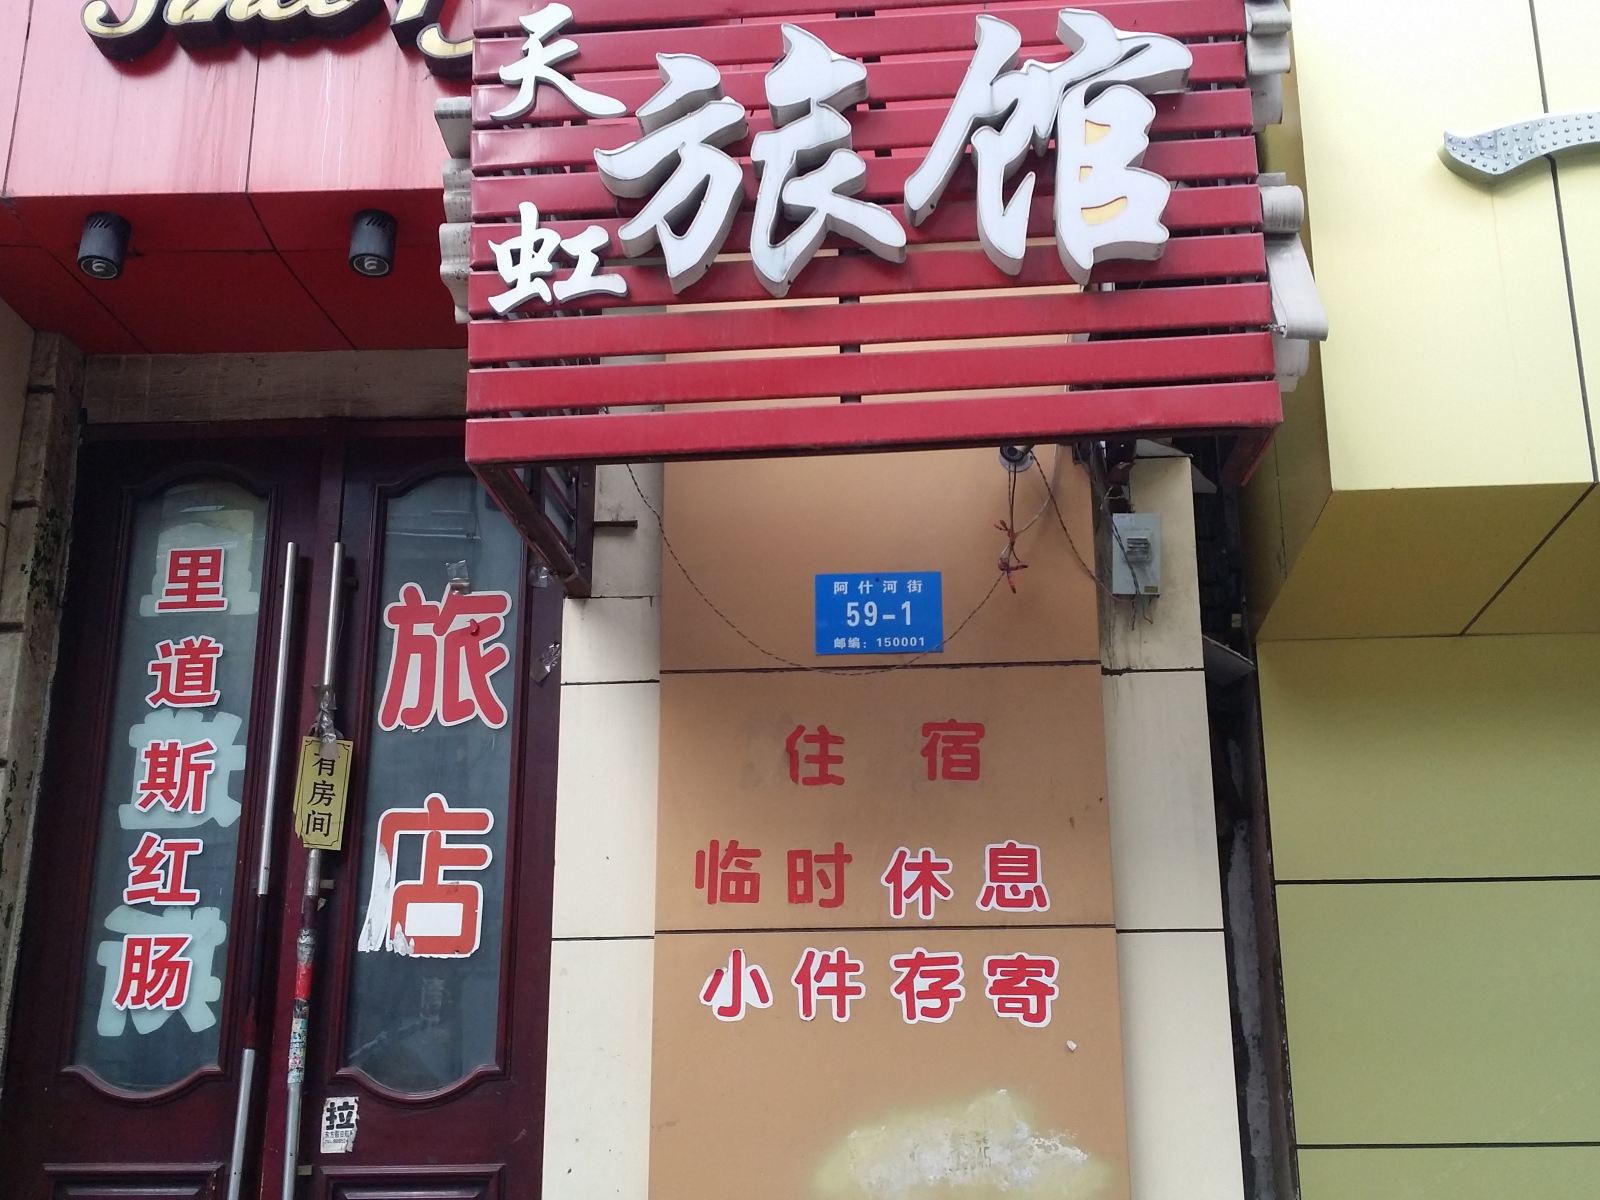 Since
天虹
旅馆
阿什河街
59-1
邮编：150001
里道斯红肠
旅店
有房间
住宿
临时休息
小件存寄
拉